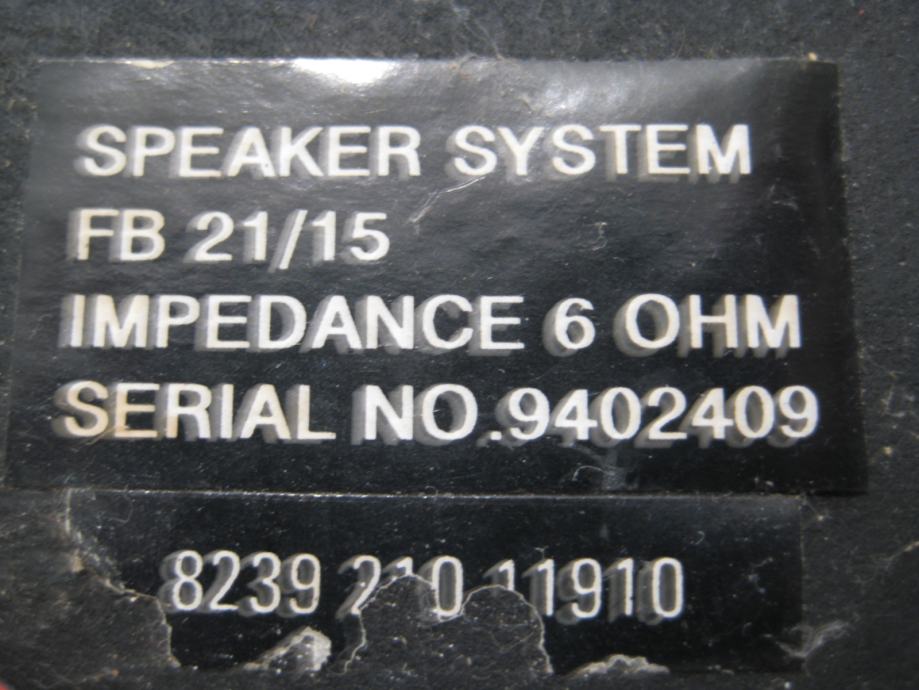 SPEAKER SYSTEM
FB 21/15
IMPEDANCE 6 OHM
SERIAL NO.9402409
8239 210 11910